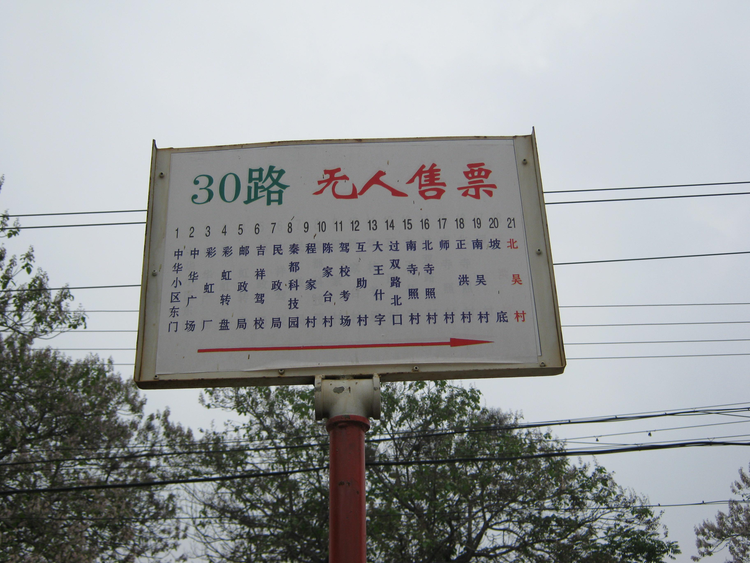 30路 无人售票
1 2 3 4 5 6 7 8 9 10 11 12 13 14 15 16 17 18 19 20 21
中华小区东门
中华广场
彩虹厂
彩虹转盘
邮政局
吉祥驾校
民政局
秦都科技园
程家村
陈家台村
驾校考场
互助村
大王什字
过双路北口
南寺照村
北寺照村
师村
正洪村
南吴村
坡底
北吴村